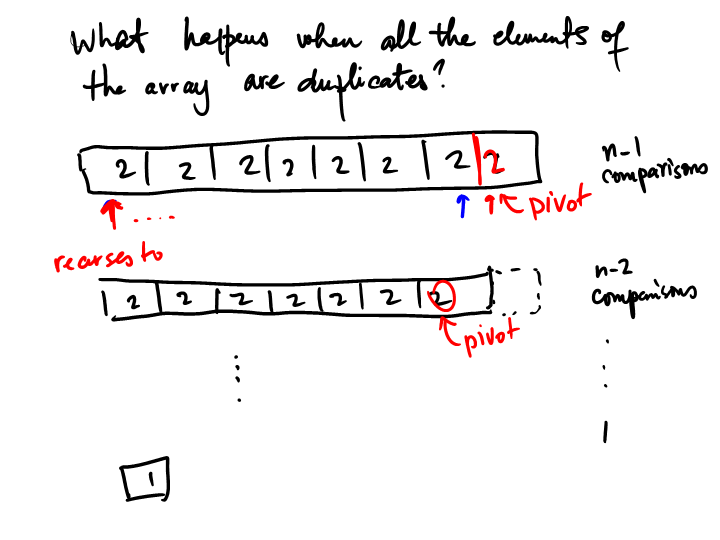 What happens when all the elements of
the array are duplicates?
2 2 2 2 2 2 2 2
n-1
comparisons
....
pivot
recurses to
2 2 2 2 2 2 2
n-2
comparisons
pivot
1
1